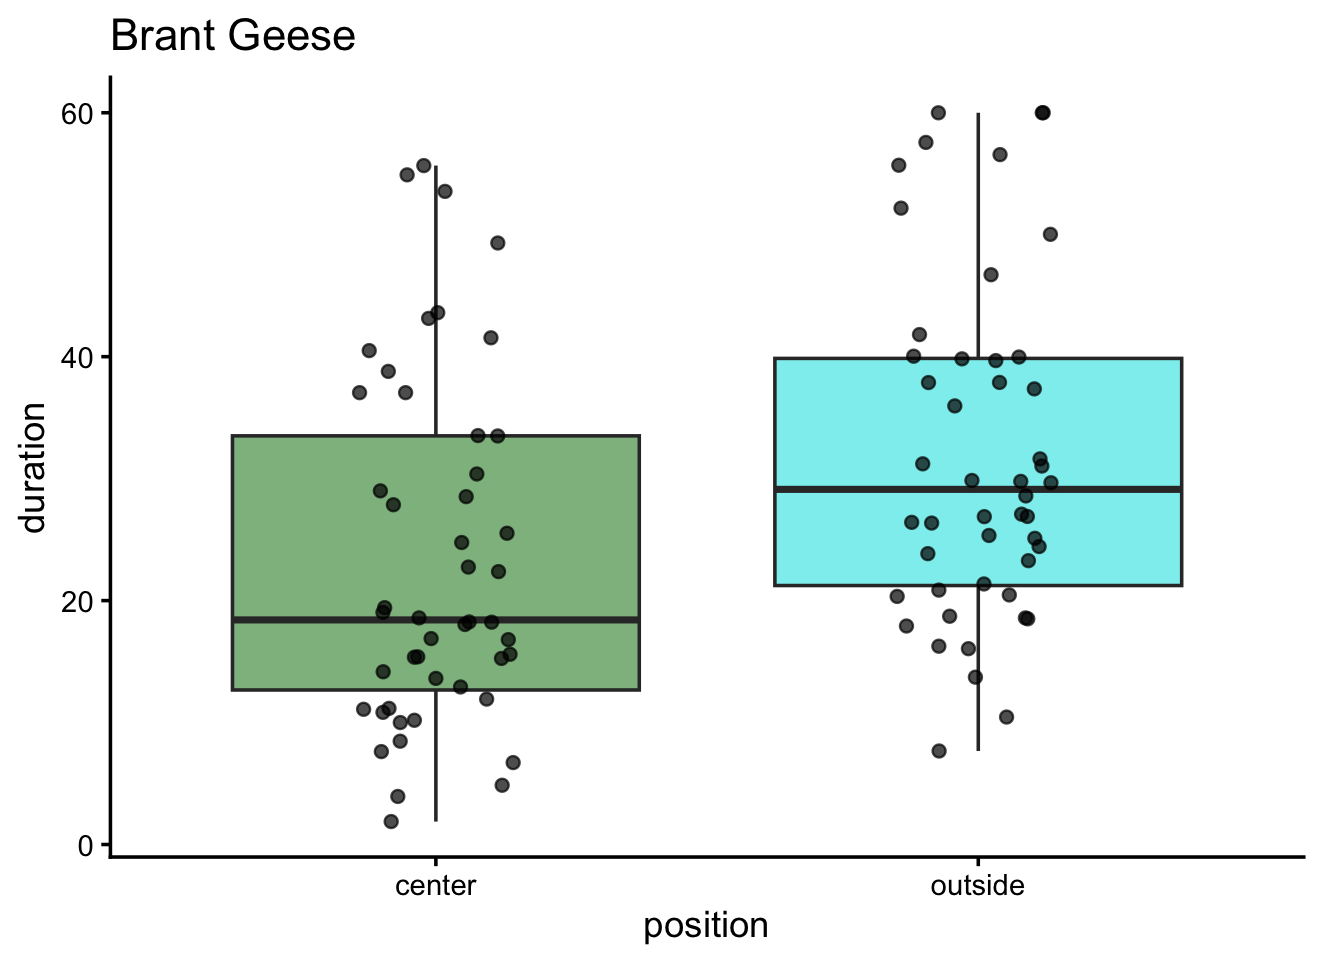 Brant Geese
60
40
20
0
duration
center outside
position